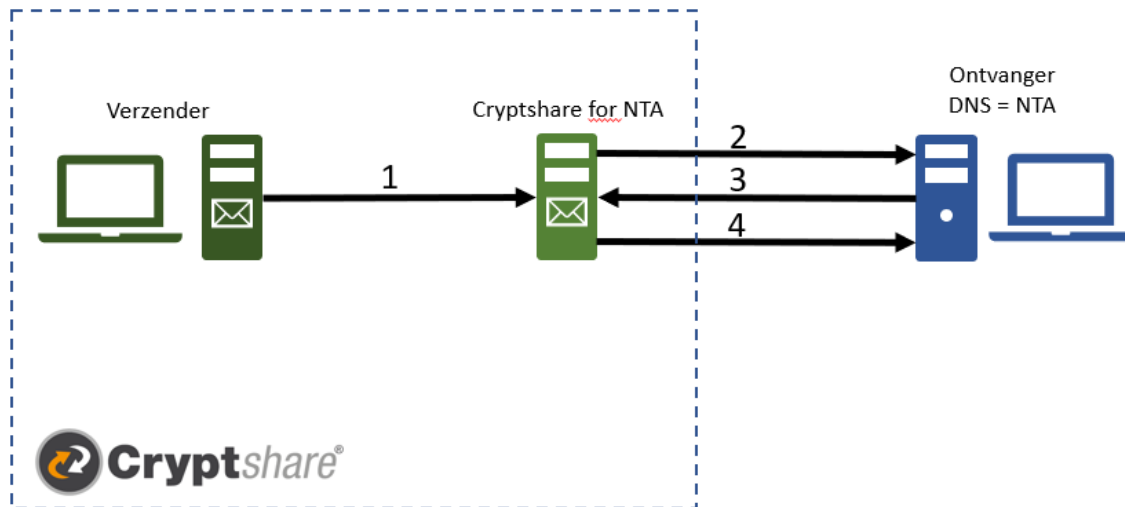 Verzender
Cryptshare for NTA
Ontvanger
DNS = NTA
1
2
3
4
Cryptshare®